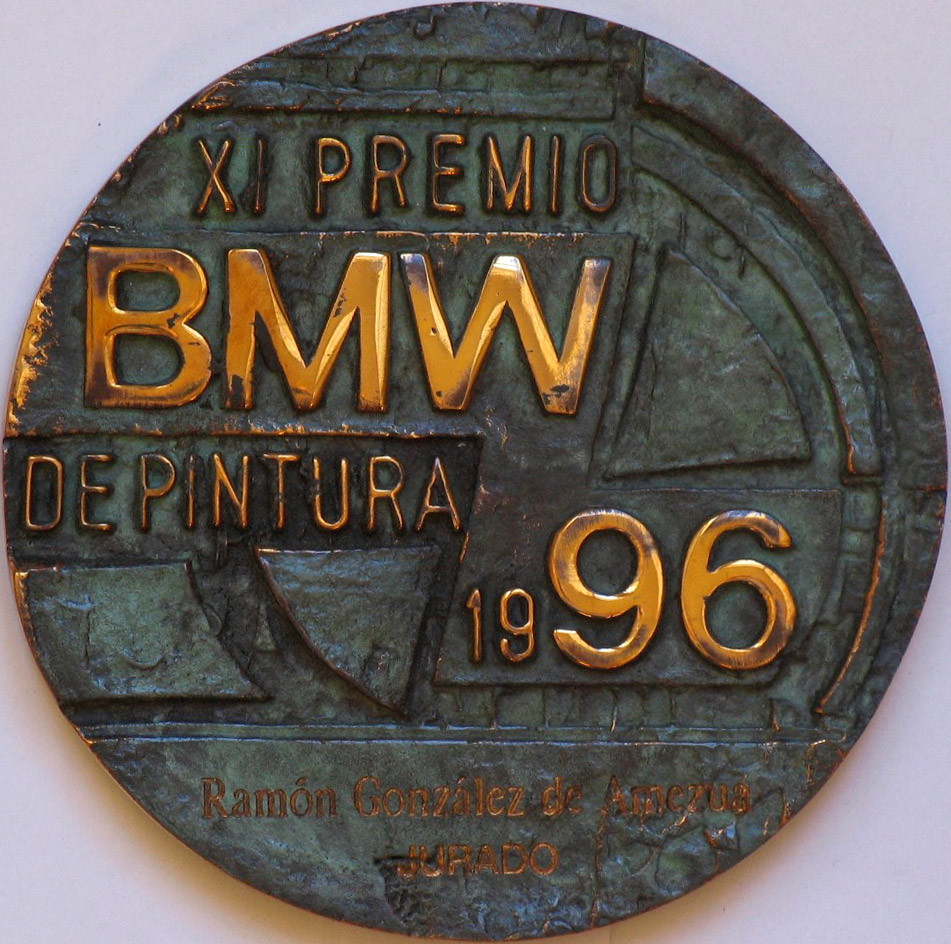 XI PREMIO
BMW
DE PINTURA
1996
Ramón González de Amezua
JURADO